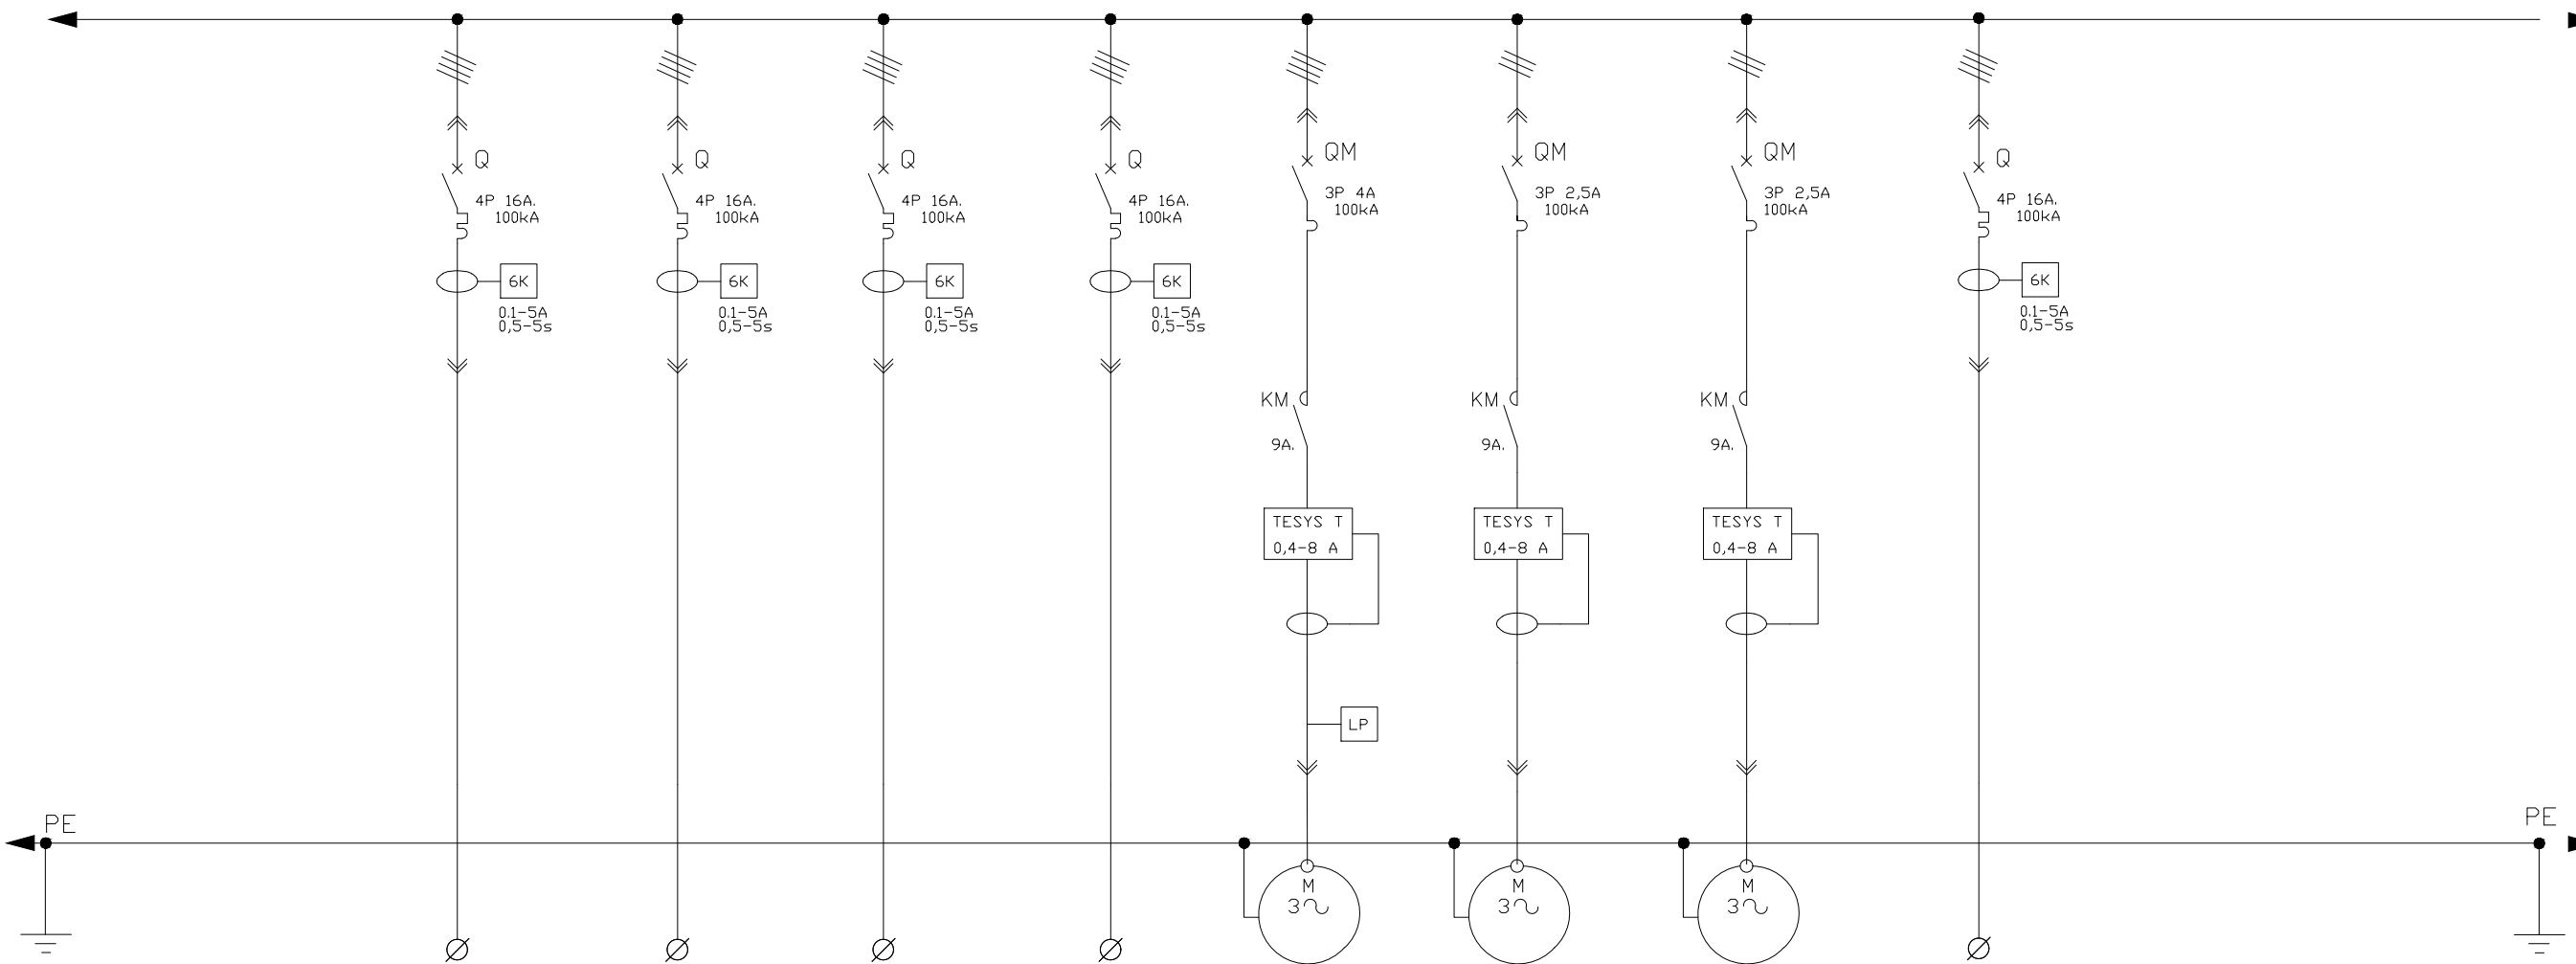 Q
4P 16A.
100kA
6K
0.1-5A
0,5-5s
Q
4P 16A.
100kA
6K
0.1-5A
0,5-5s
Q
4P 16A.
100kA
6K
0.1-5A
0,5-5s
Q
4P 16A.
100kA
6K
0.1-5A
0,5-5s
QM
3P 4A
100kA
KM
9A.
TESYS T
0,4-8 A
LP
M
3~
QM
3P 2,5A
100kA
KM
9A.
TESYS T
0,4-8 A
M
3~
QM
3P 2,5A
100kA
KM
9A.
TESYS T
0,4-8 A
M
3~
Q
4P 16A.
100kA
6K
0.1-5A
0,5-5s
PE
PE